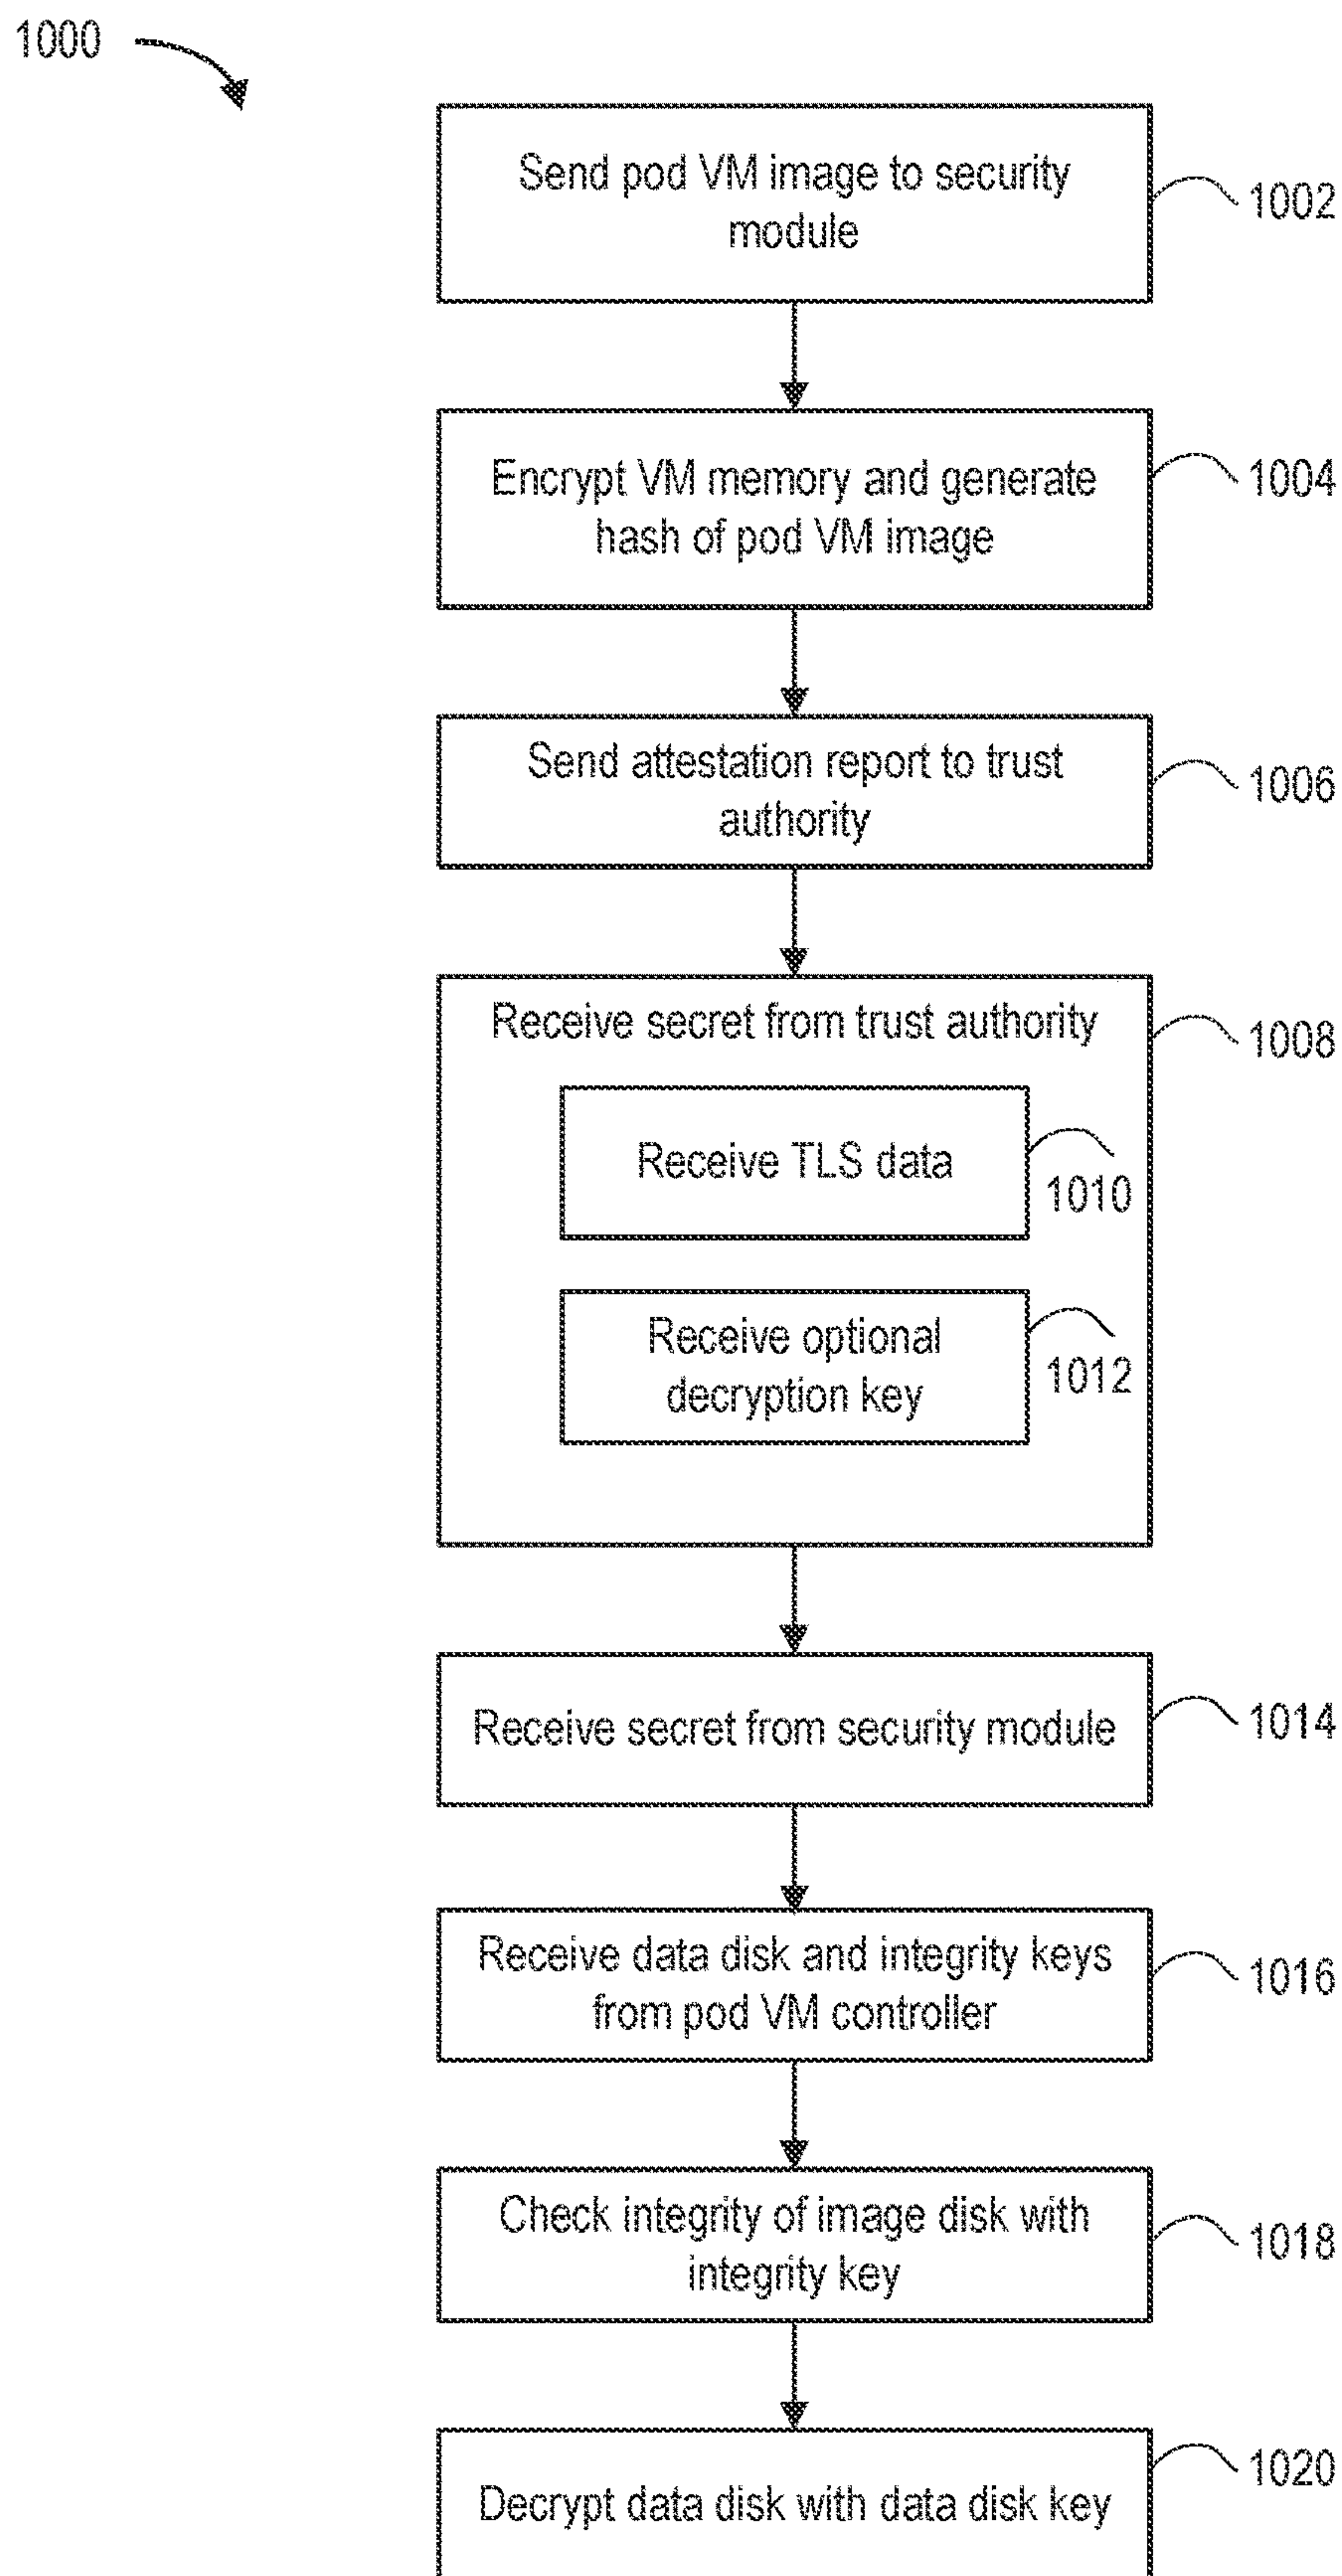 1000
Send pod VM image to security
module
1002
Encrypt VM memory and generate
hash of pod VM image
1004
Send attestation report to trust
authority
1006
Receive secret from trust authority
1008
Receive TLS data
1010
Receive optional
decryption key
1012
Receive secret from security module
1014
Receive data disk and integrity keys
from pod VM controller
1016
Check integrity of image disk with
integrity key
1018
Decrypt data disk with data disk key
1020